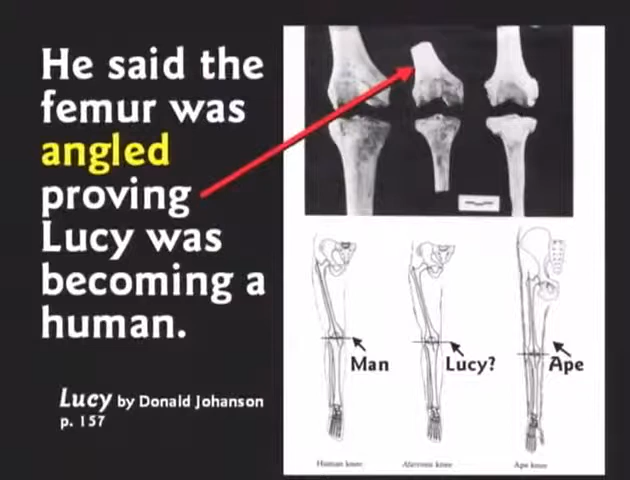 He said the
femur was
angled
proving
Lucy was
becoming a
human.
Lucy by Donald Johanson
p. 157
Man
Lucy?
Ape
Human knee
Afarensis knee
Ape knee